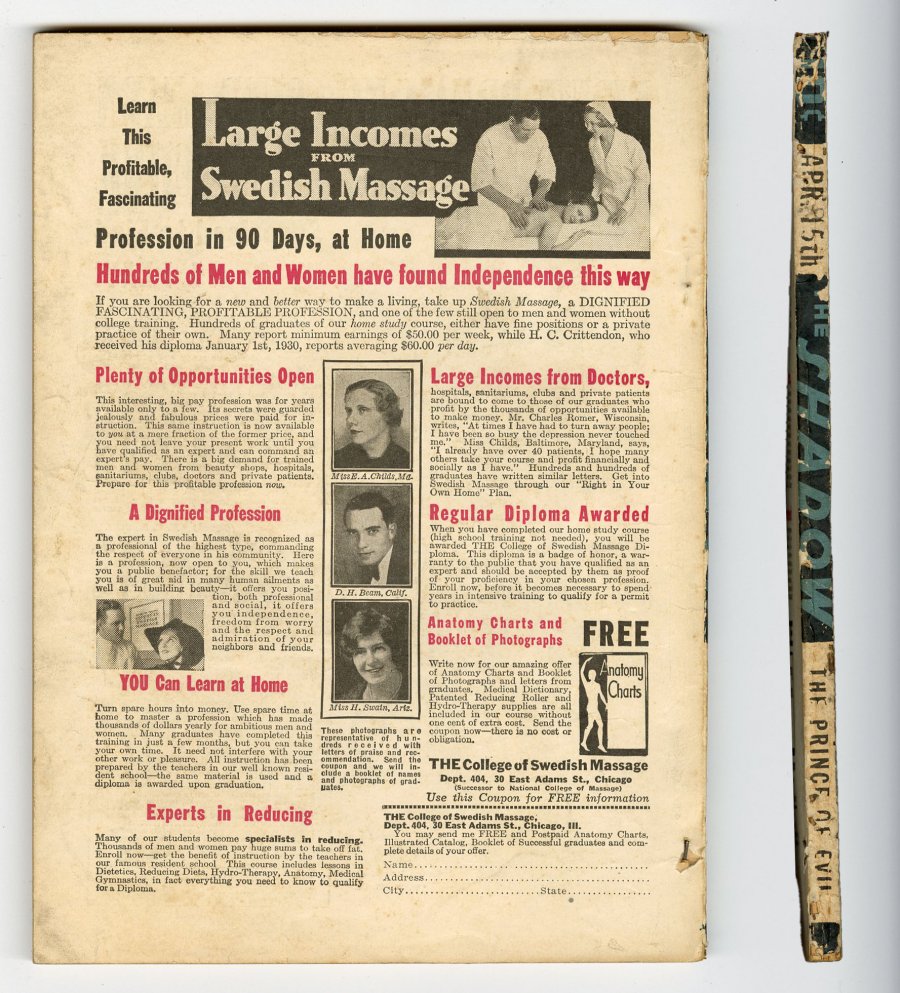 Learn
This
Profitable,
Fascinating
Large Incomes
FROM
Swedish Massage
Profession in 90 Days, at Home
Hundreds of Men and Women have found Independence this way
If you are looking for a new and better way to make a living, take up Swedish Massage, a DIGNIFIED
FASCINATING, PROFITABLE PROFESSION, and one of the few still open to men and women without
college training. Hundreds of graduates of our home study course, either have fine positions or a private
practice of their own. Many report minimum earnings of $50.00 per week, while H. C. Crittendon, who
received his diploma January 1st, 1930, reports averaging $60.00 per day.
Plenty of Opportunities Open
This interesting, big pay profession was for years
available only to a few. Its secrets were guarded
jealously and fabulous prices were paid for in-
struction. This same instruction is now available
to you at a mere fraction of the former price, and
you need not leave your present work until you
have qualified as an expert and can command an
expert's pay. There is a big demand for trained
men and women from beauty shops, hospitals,
sanitariums, clubs, doctors and private patients.
Prepare for this profitable profession now.
A Dignified Profession
The expert in Swedish Massage is recognized as
a professional of the highest type, commanding
the respect of everyone in his community. Here
is a profession, now open to you, which makes
you a public benefactor; for the skill we teach
you is of great aid in many human ailments as
well as in building beauty—it offers you posi-
tion, both professional
and social, it offers
you independence,
freedom from worry
and the respect and
admiration of your
neighbors and friends.
YOU Can Learn at Home
Turn spare hours into money. Use spare time at
home to master a profession which has made
thousands of dollars yearly for ambitious men and
women. Many graduates have completed this
training in just a few months, but you can take
your own time. It need not interfere with your
other work or pleasure. All instruction has been
prepared by the teachers in our well known resi-
dent school—the same material is used and a
diploma is awarded upon graduation.
Experts in Reducing
Many of our students become specialists in reducing.
Thousands of men and women pay huge sums to take off fat.
Enroll now—get the benefit of instruction by the teachers in
our famous resident school. This course includes lessons in
Dietetics, Reducing Diets, Hydro-Therapy, Anatomy, Medical
Gymnastics, in fact everything you need to know to qualify
for a Diploma.
Miss E. A. Childs, Md.
D. H. Beam, Calif.
Miss H. Swain, Ariz.
These photographs are
representative of hun-
dreds received with
letters of praise and rec-
ommendation. Send the
coupon and we will in-
clude a booklet of names
and photographs of grad-
uates.
Large Incomes from Doctors,
hospitals, sanitariums, clubs and private patients
are bound to come to those of our graduates who
profit by the thousands of opportunities available
to make money. Mr. Charles Romer, Wisconsin,
writes, "At times I have had to turn away people;
I have been so busy the depression never touched
me." Miss Childs, Baltimore, Maryland, says
"I already have over 40 patients, I hope many
others take your course and profit financially and
socially as I have." Hundreds and hundreds of
graduates have written similar letters. Get into
Swedish Massage through our "Right in Your
Own Home" Plan.
Regular Diploma Awarded
When you have completed our home study course
(high school training not needed), you will be
awarded THE College of Swedish Massage Di-
ploma. This diploma is a badge of honor, a war-
ranty to the public that you have qualified as an
expert and should be accepted by them as proof
of your proficiency in your chosen profession.
Enroll now, before it becomes necessary to spend
years in intensive training to qualify for a permit
to practice.
Anatomy Charts and
Booklet of Photographs
Write now for our amazing offer
of Anatomy Charts and Booklet
of Photographs and letters from
graduates. Medical Dictionary,
Patented Reducing Roller and
Hydro-Therapy supplies are all
included in our course without
one cent of extra cost. Send the
coupon now—there is no cost or
obligation.
FREE
Anatomy
Charts
THE College of Swedish Massage
Dept. 404, 30 East Adams St., Chicago
(Successor to National College of Massage)
Use this Coupon for FREE information
THE College of Swedish Massage,
Dept. 404, 30 East Adams St., Chicago, Ill.
You may send me FREE and Postpaid Anatomy Charts,
Illustrated Catalog, Booklet of Successful graduates and com-
plete details of your offer.
Name
Address
City State
APR. 15th
THE SHADOW
THE PRINCE OF EVIL